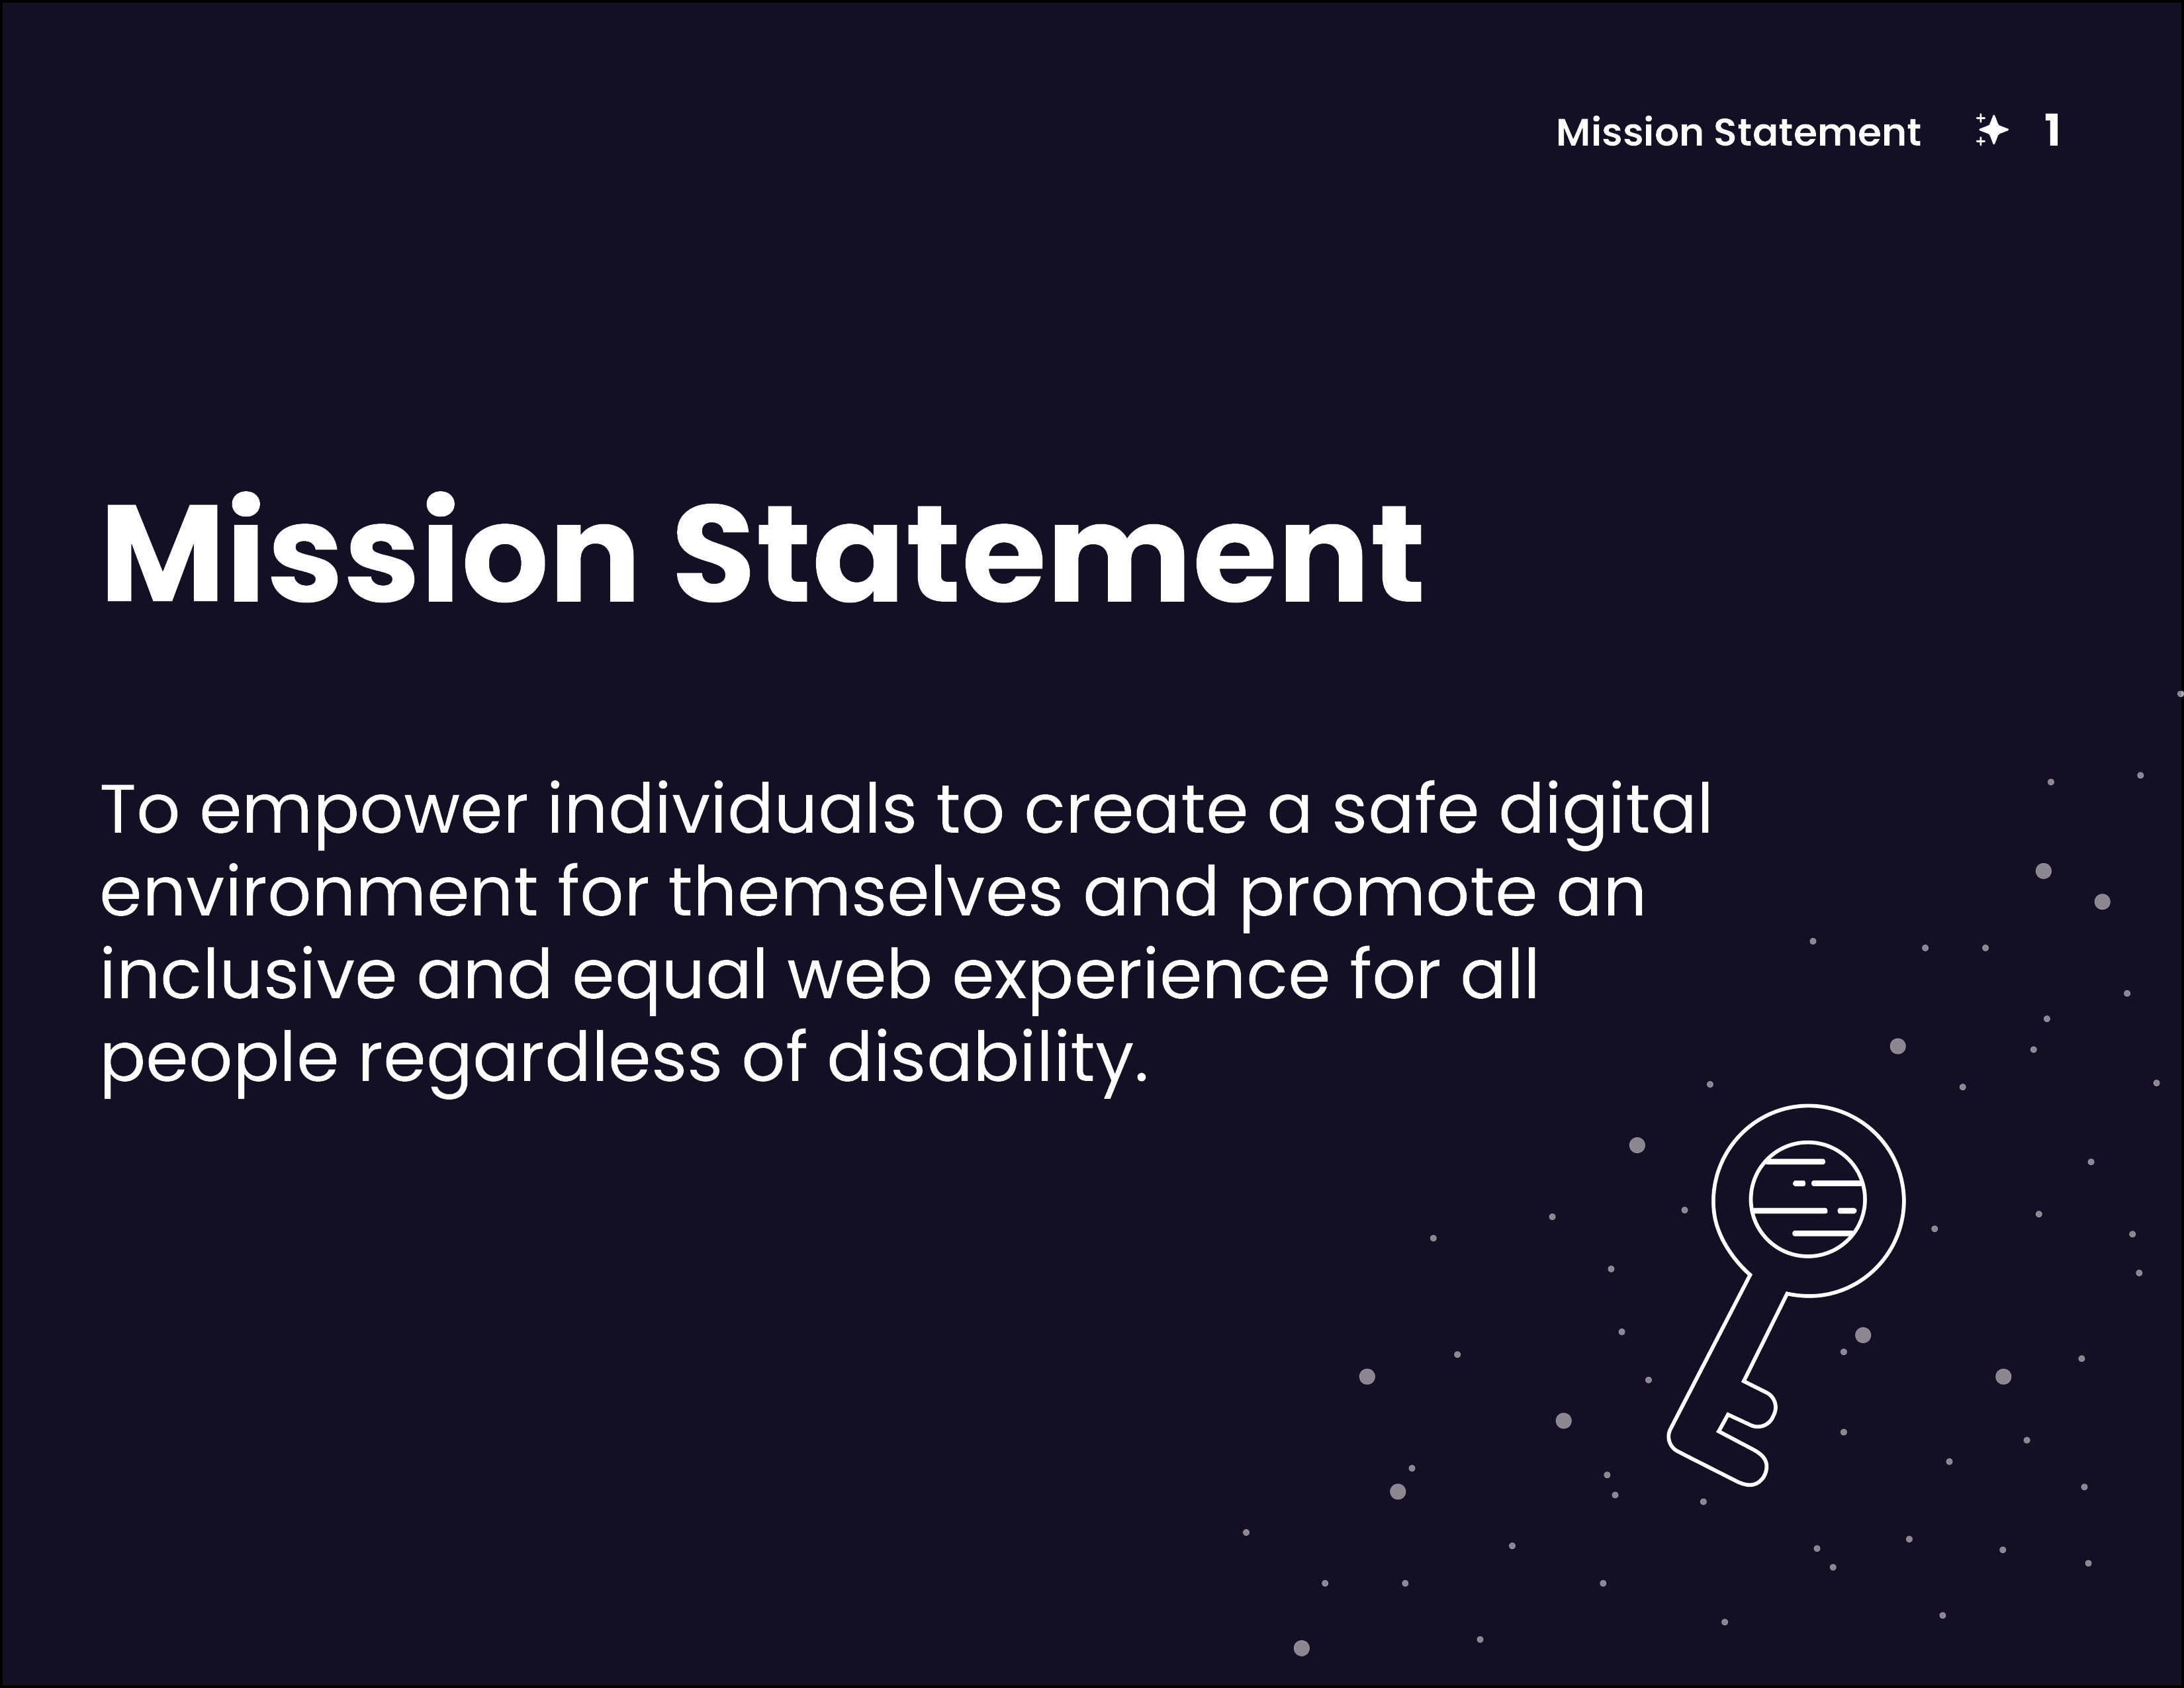 Mission Statement 1
Mission Statement
To empower individuals to create a safe digital
environment for themselves and promote an
inclusive and equal web experience for all
people regardless of disability.